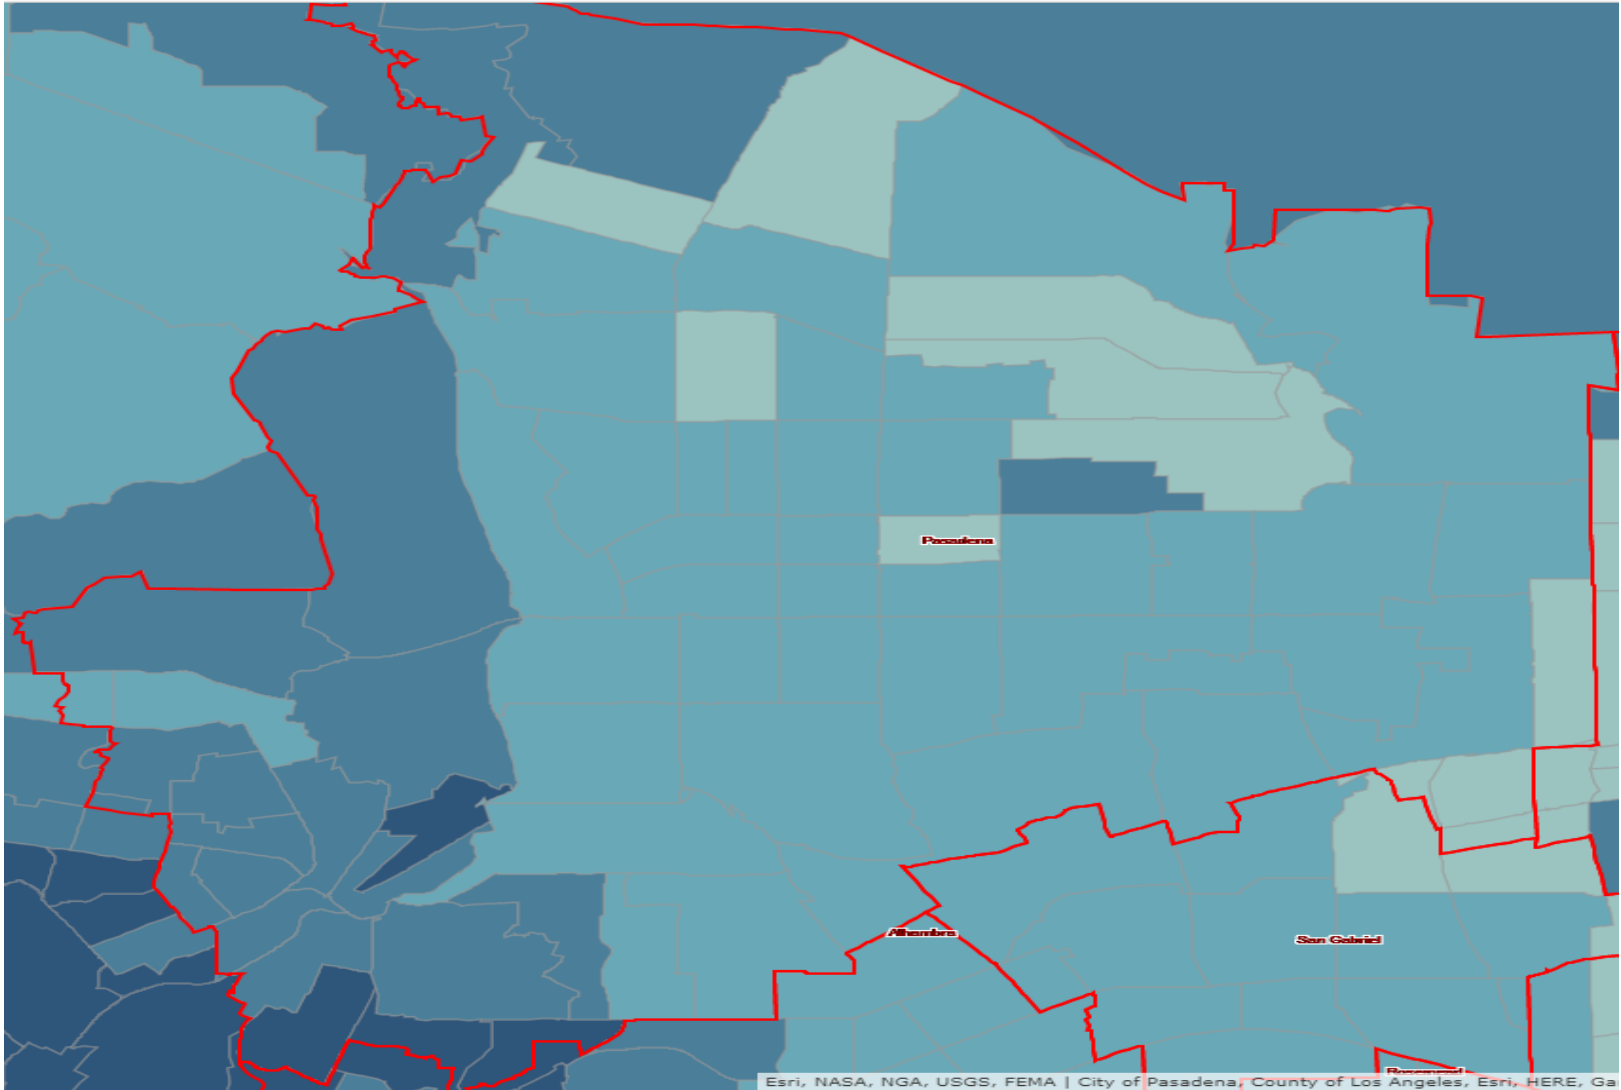 Pasadena
Alhambra
San Gabriel
Rosemead
Esri, NASA, NGA, USGS, FEMA | City of Pasadena, County of Los Angeles, Esri, HERE, Ga